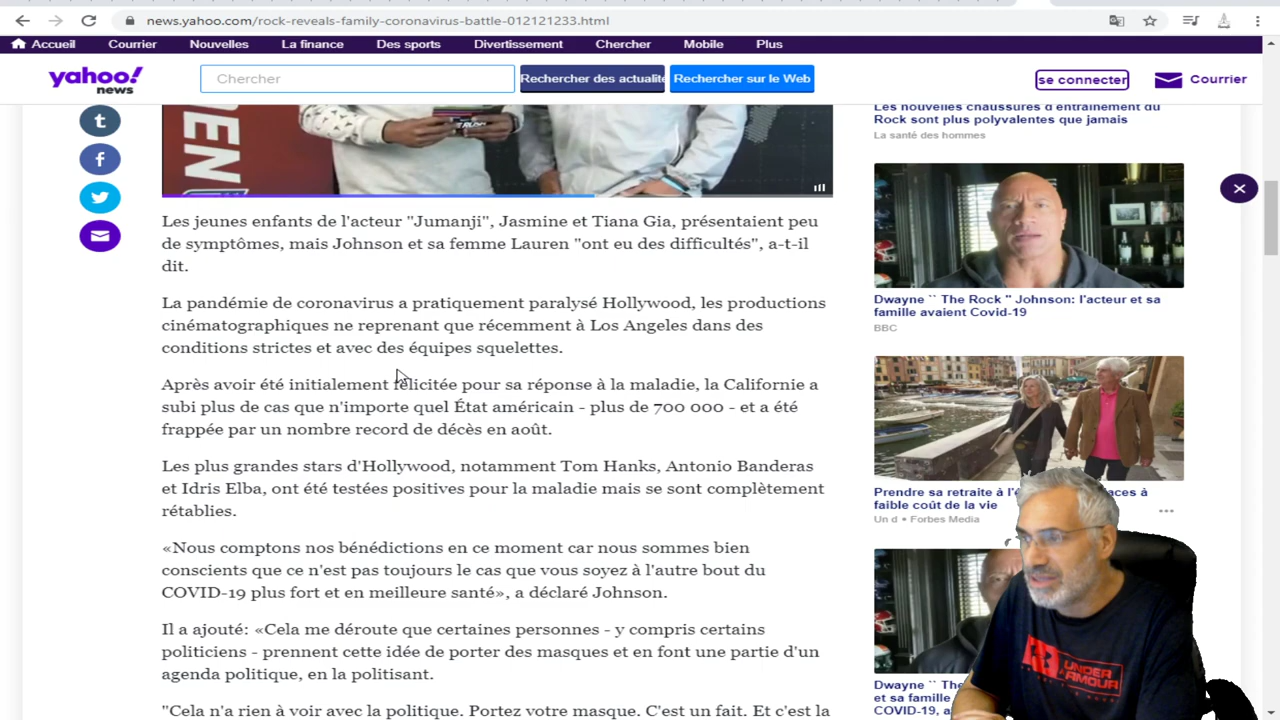 news.yahoo.com/rock-reveals-family-coronavirus-battle-012121233.html
Accueil Courrier Nouvelles La finance Des sports Divertissement Chercher Mobile Plus
yahoo!
news
Chercher
Rechercher des actualité
Rechercher sur le Web
se connecter
Courrier
DEN
Les jeunes enfants de l'acteur "Jumanji", Jasmine et Tiana Gia, présentaient peu
de symptômes, mais Johnson et sa femme Lauren "ont eu des difficultés", a-t-il
dit.
La pandémie de coronavirus a pratiquement paralysé Hollywood, les productions
cinématographiques ne reprenant que récemment à Los Angeles dans des
conditions strictes et avec des équipes squelettes.
Après avoir été initialement félicitée pour sa réponse à la maladie, la Californie a
subi plus de cas que n'importe quel État américain - plus de 700 000 - et a été
frappée par un nombre record de décès en août.
Les plus grandes stars d'Hollywood, notamment Tom Hanks, Antonio Banderas
et Idris Elba, ont été testées positives pour la maladie mais se sont complètement
rétablies.
«Nous comptons nos bénédictions en ce moment car nous sommes bien
conscients que ce n'est pas toujours le cas que vous soyez à l'autre bout du
COVID-19 plus fort et en meilleure santé», a déclaré Johnson.
Il a ajouté: «Cela me déroute que certaines personnes - y compris certains
politiciens - prennent cette idée de porter des masques et en font une partie d'un
agenda politique, en la politisant.
"Cela n'a rien à voir avec la politique. Portez votre masque. C'est un fait. Et c'est la
Les nouvelles chaussures d'entraînement du
Rock sont plus polyvalentes que jamais
La santé des hommes
Dwayne `` The Rock '' Johnson: l'acteur et sa
famille avaient Covid-19
BBC
Prendre sa retraite à l'é
aces à
faible coût de la vie
Un d • Forbes Media
Dwayne `` The
et sa famille
COVID-19, a
UNDER
ARMOUR